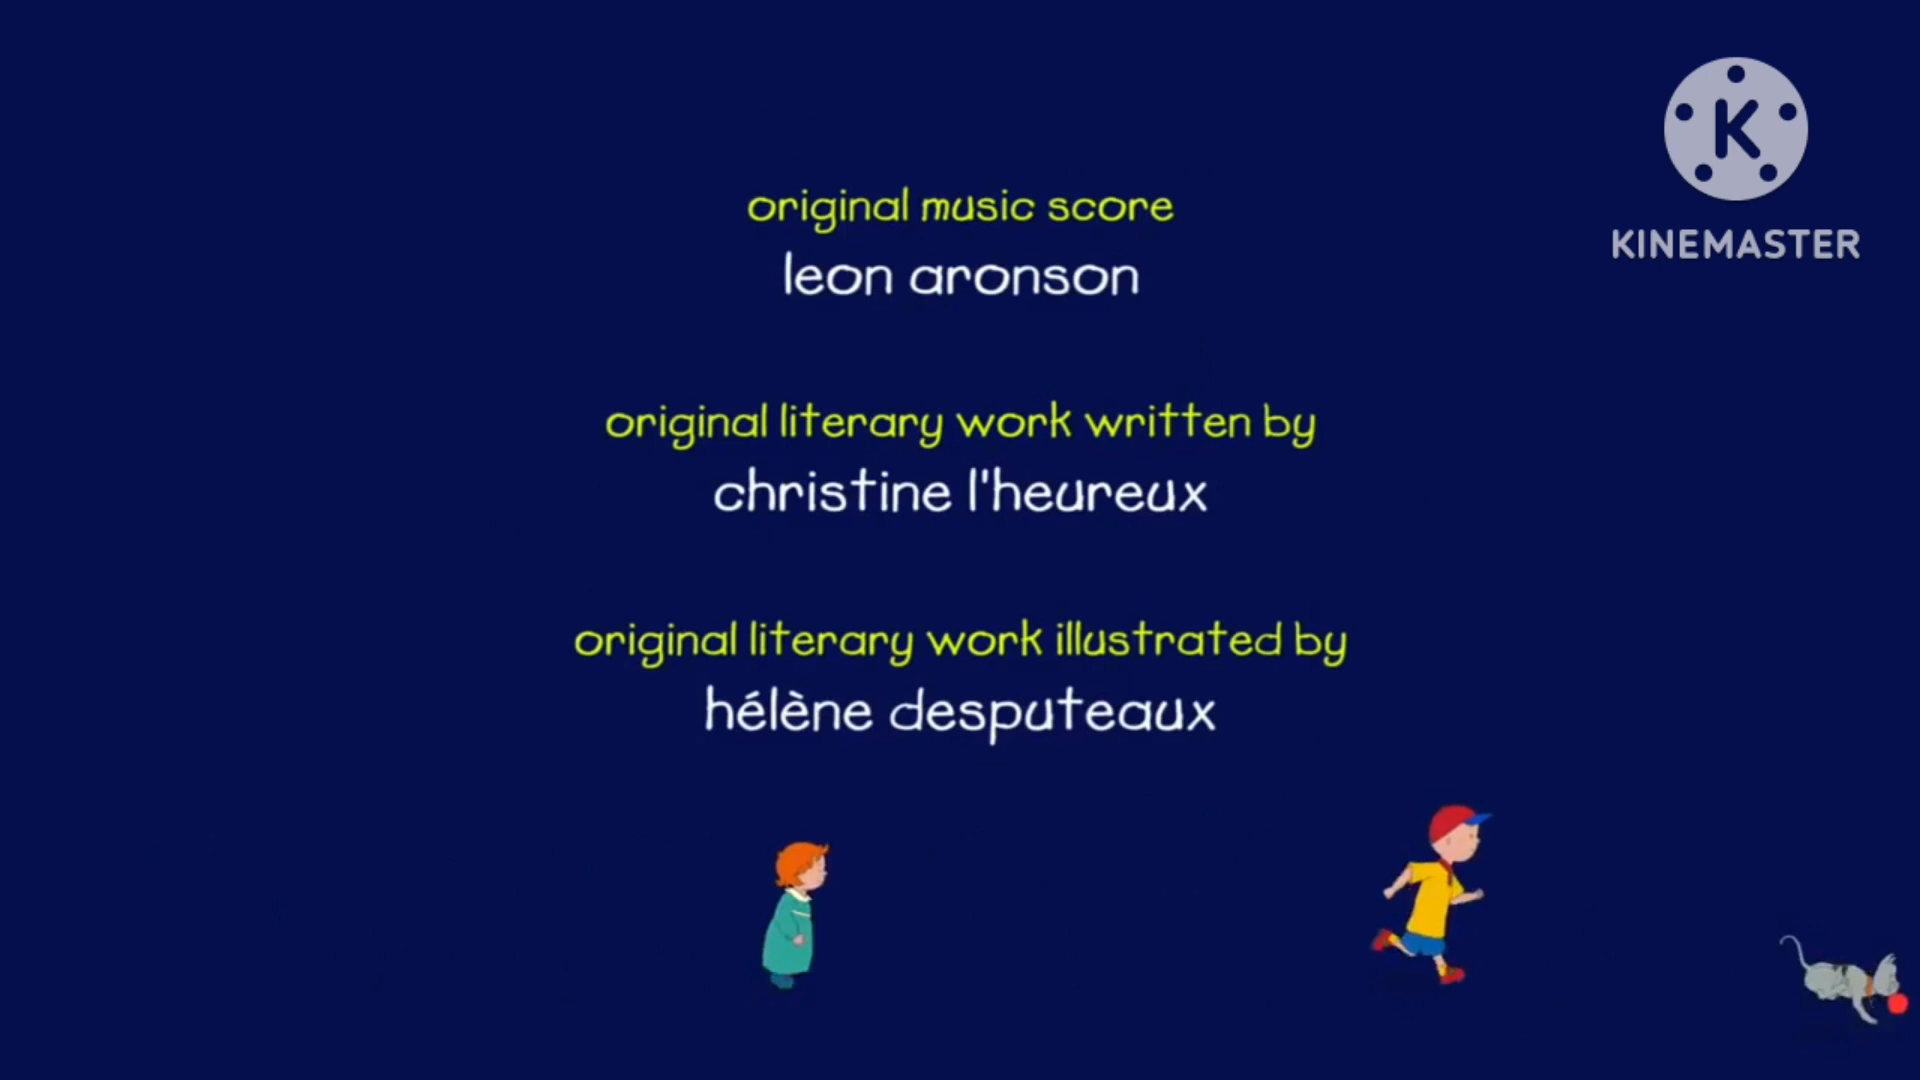 original music score
leon aronson
K
KINEMASTER
original literary work written by
christine l'heureux
original literary work illustrated by
hélène desputeaux